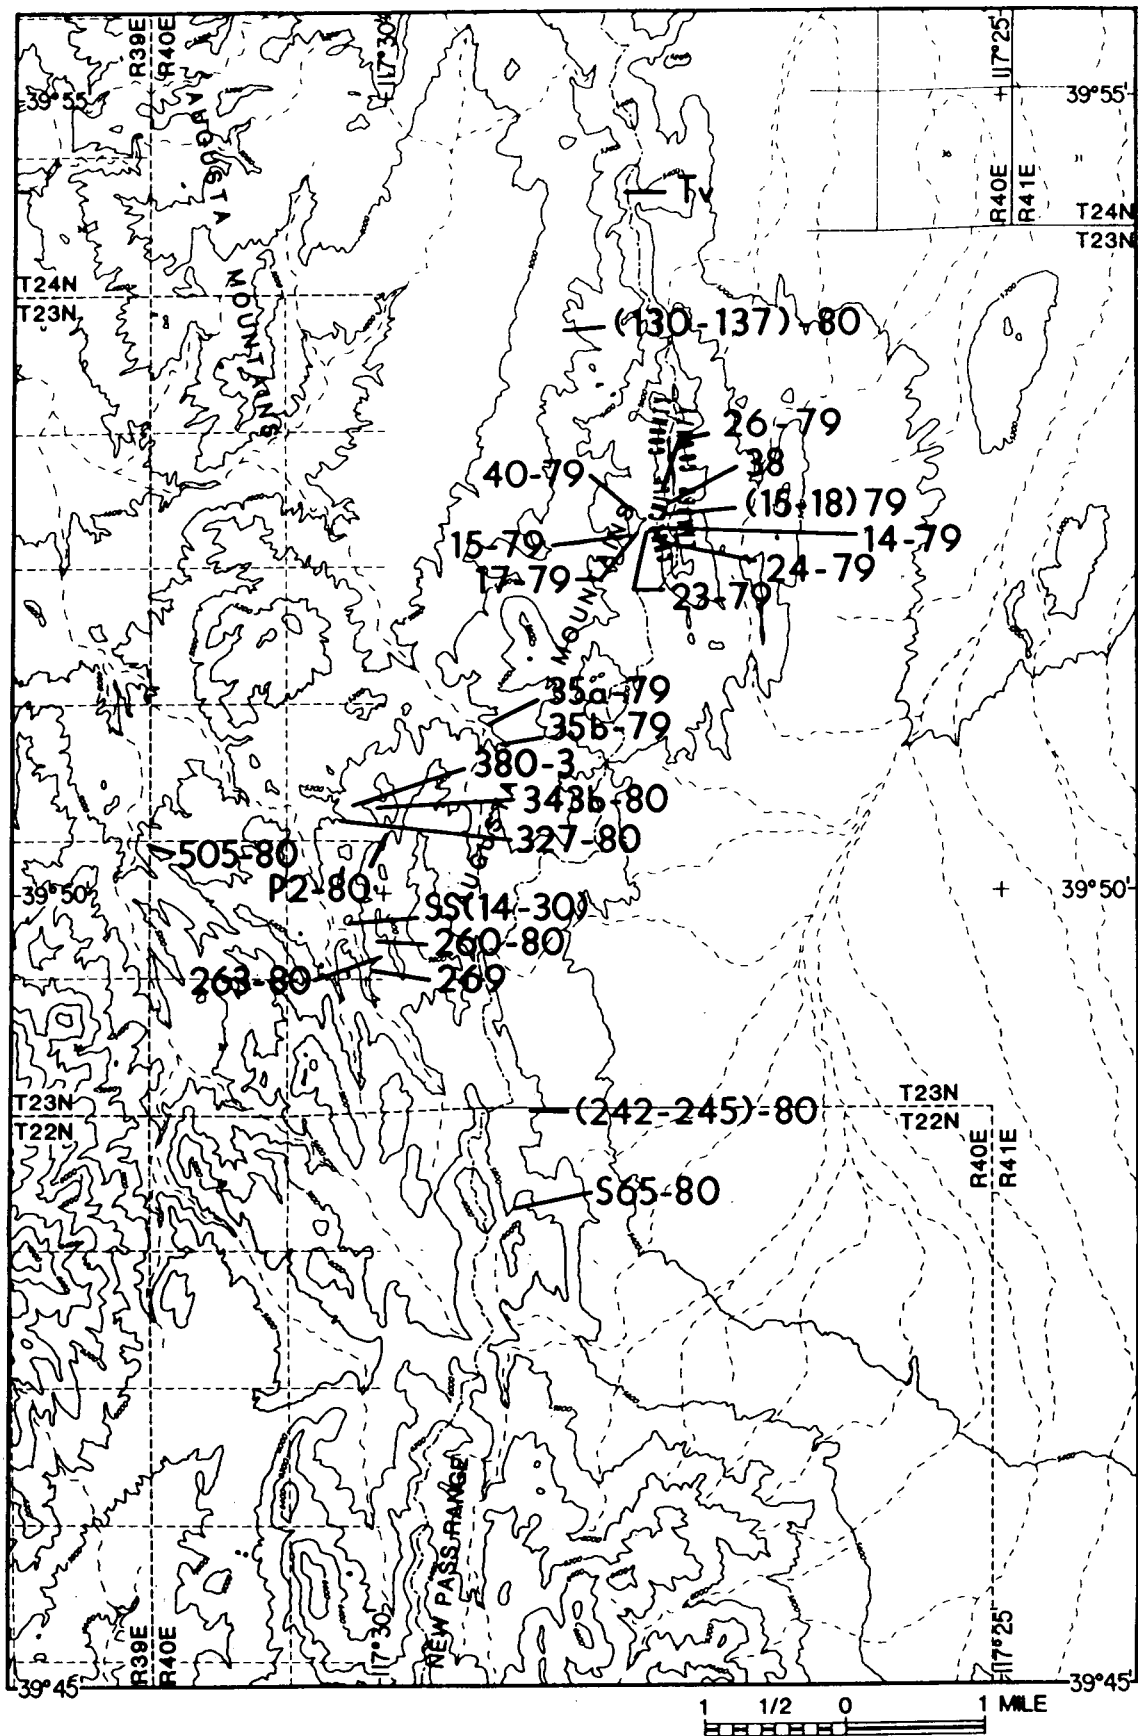 R39E
R40E
117°30'
117°25'
39°55'
39°55'
AUGUSTA
MOUNTAINS
Tv
R40E
R41E
T24N
T23N
T24N
T23N
(130-137)-80
26-79
38
40-79
(15-18)79
15-79
14-79
17-79
24-79
23-79
MOUNTAINS
35a-79
35b-79
380-3
343b-80
327-80
505-80
P2-80
39°50'
39°50'
SS(14-30)
260-80
263-80
269
T23N
T22N
(242-245)-80
T23N
T22N
R40E
R41E
S65-80
NEW PASS RANGE
R39E
R40E
117°30'
117°25'
39°45'
39°45'
1 1/2 0 1 MILE